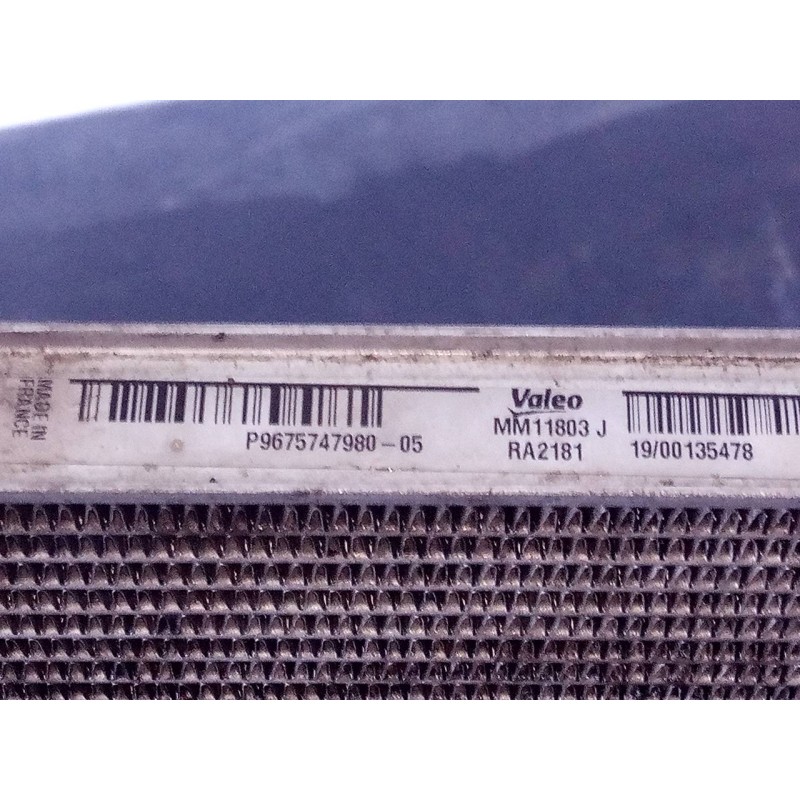 MADE IN
FRANCE
P9675747980-05
Valeo
MM11803 J
RA2181
19/00135478